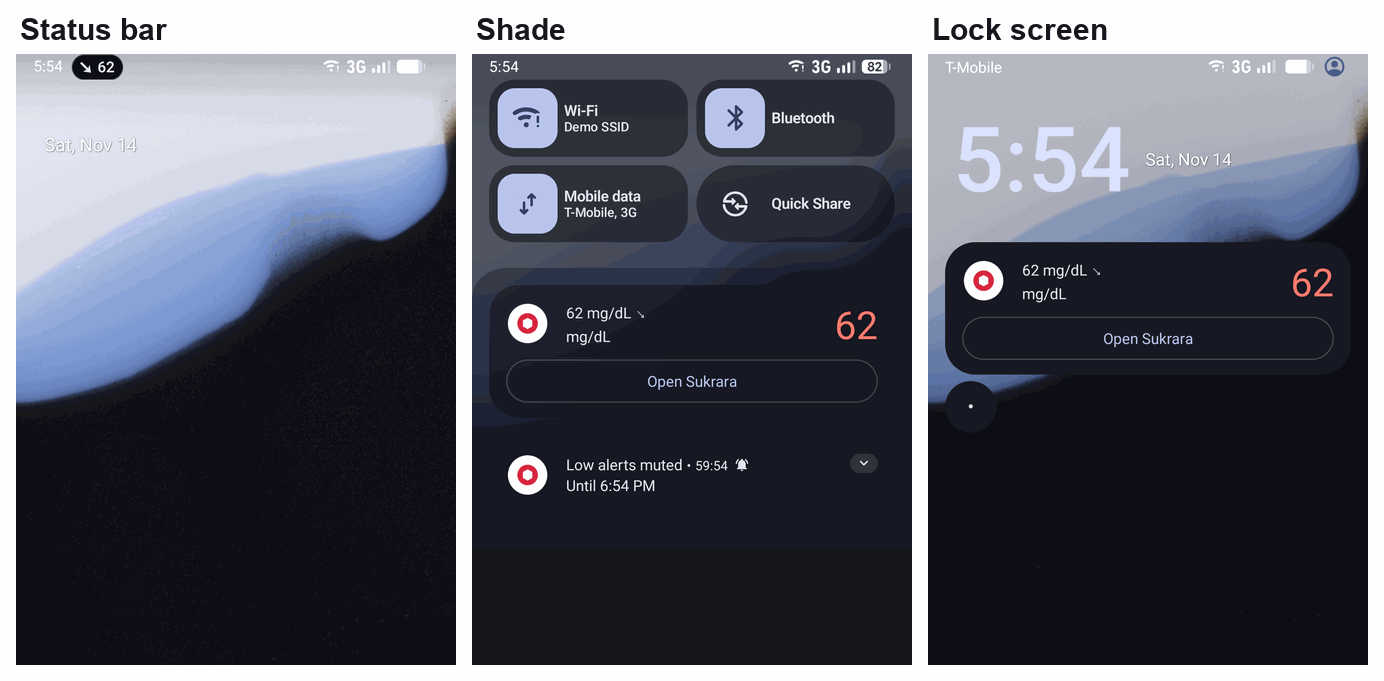 Status bar
5:54 ↘ 62 3G
Sat, Nov 14
Shade
5:54 3G 82
Wi-Fi
Demo SSID
Bluetooth
Mobile data
T-Mobile, 3G
Quick Share
62 mg/dL ↘
mg/dL
62
Open Sukrara
Low alerts muted • 59:54
Until 6:54 PM
Lock screen
T-Mobile 3G
5:54 Sat, Nov 14
62 mg/dL ↘
mg/dL
62
Open Sukrara